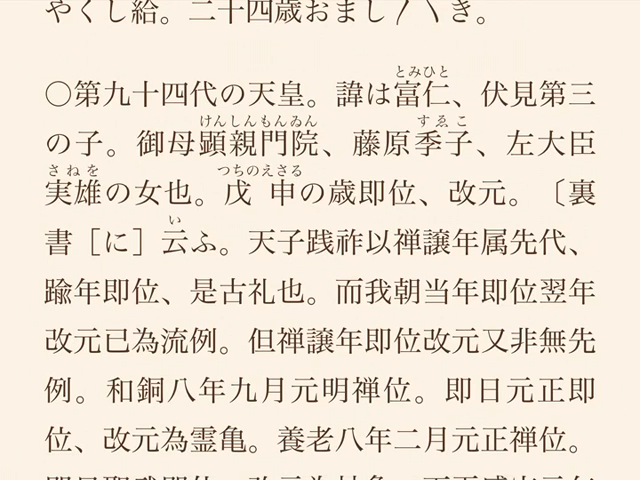 やくし給。二十四歳おまし〳〵き。
〇第九十四代の天皇。諱は富仁、伏見第三
の子。御母顕親門院、藤原季子、左大臣
実雄の女也。戊申の歳即位、改元。〔裏
書［に］云ふ。天子践祚以禅譲年属先代、
踰年即位、是古礼也。而我朝当年即位翌年
改元已為流例。但禅譲年即位改元又非無先
例。和銅八年九月元明禅位。即日元正即
位、改元為霊亀。養老八年二月元正禅位。